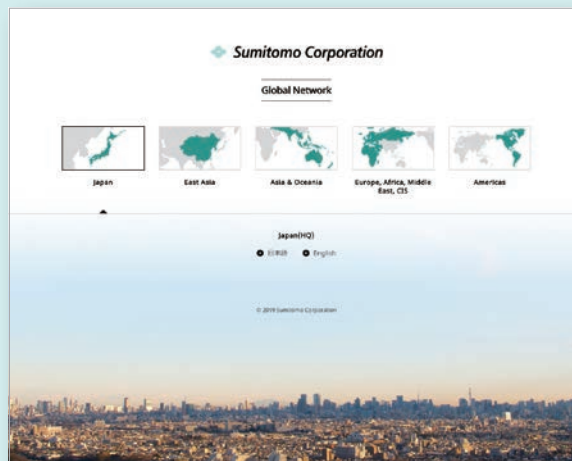 Sumitomo Corporation
Global Network
Japan
East Asia
Asia & Oceania
Europe, Africa, Middle
East, CIS
Americas
Japan(HQ)
日本語 English
© 2019 Sumitomo Corporation